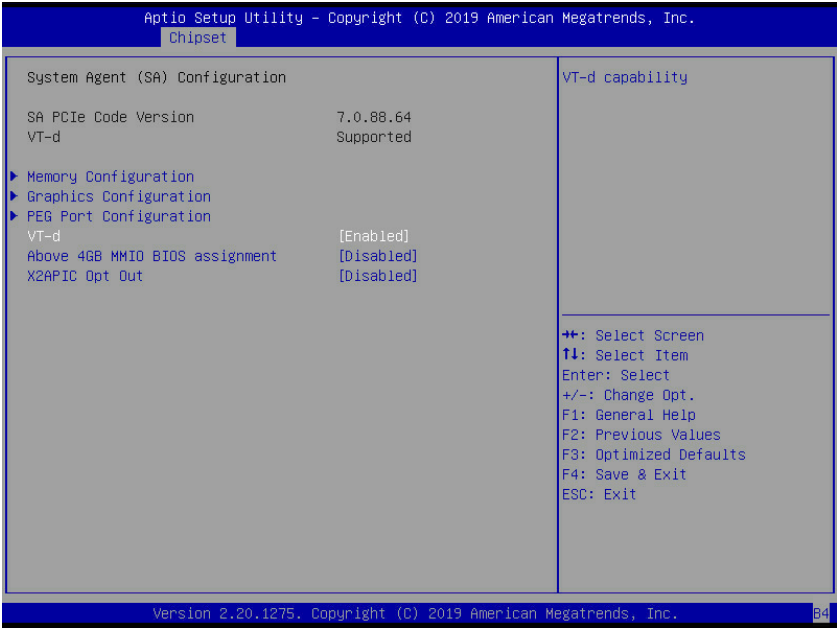 Aptio Setup Utility – Copyright (C) 2019 American Megatrends, Inc.
Chipset
System Agent (SA) Configuration
SA PCIe Code Version 7.0.88.64
VT-d Supported
Memory Configuration
Graphics Configuration
PEG Port Configuration
VT-d [Enabled]
Above 4GB MMIO BIOS assignment [Disabled]
X2APIC Opt Out [Disabled]
VT-d capability
→←: Select Screen
↑↓: Select Item
Enter: Select
+/-: Change Opt.
F1: General Help
F2: Previous Values
F3: Optimized Defaults
F4: Save & Exit
ESC: Exit
Version 2.20.1275. Copyright (C) 2019 American Megatrends, Inc.
B4